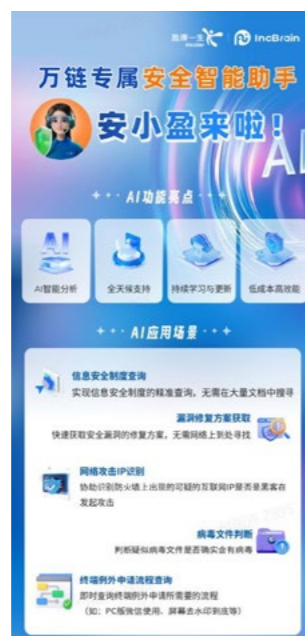 盈康一生
IncBrain
万链专属安全智能助手
安小盈来啦！
AI功能亮点
AI智能分析
全天候支持
持续学习与更新
低成本高效能
AI应用场景
信息安全制度查询
实现信息安全制度的精准查询，无需在大量文档中搜寻
漏洞修复方案获取
快速获取安全漏洞的修复方案，无需网络上到处寻找
网络攻击IP识别
协助识别防火墙上出现的可疑的互联网IP是否是黑客在
发起攻击
病毒文件判断
判断疑似病毒文件是否确实含有病毒
终端例外申请流程查询
即时查询终端例外申请所需要的流程
（如：PC版微信使用、屏幕去水印到底等）